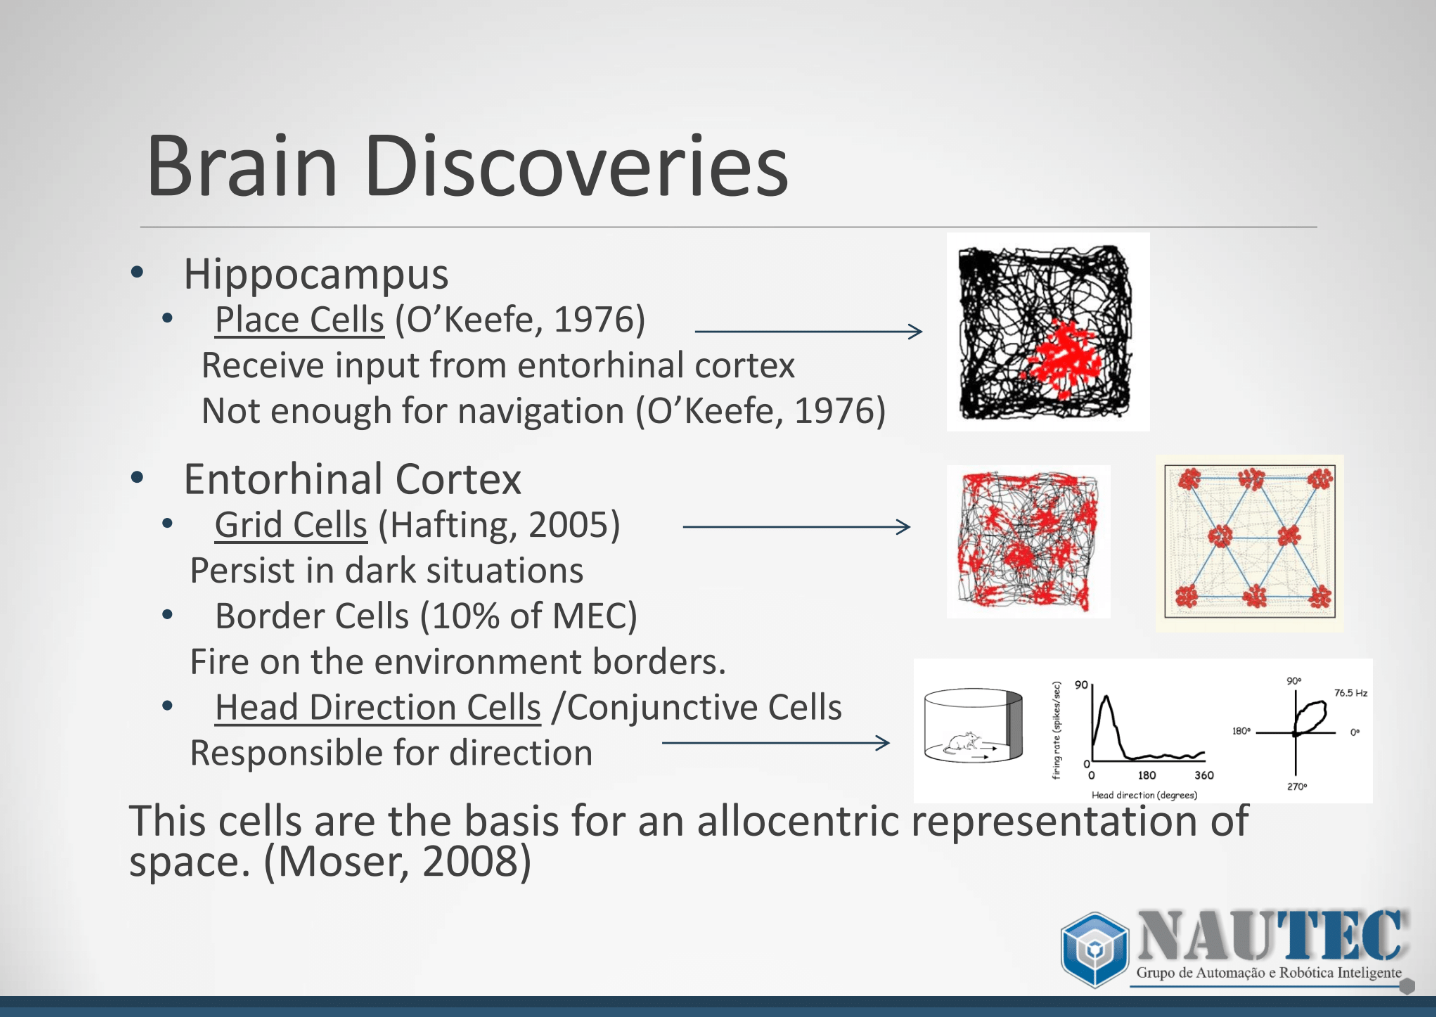 Brain Discoveries
• Hippocampus
• Place Cells (O’Keefe, 1976)
Receive input from entorhinal cortex
Not enough for navigation (O’Keefe, 1976)
• Entorhinal Cortex
• Grid Cells (Hafting, 2005)
Persist in dark situations
• Border Cells (10% of MEC)
Fire on the environment borders.
• Head Direction Cells /Conjunctive Cells
Responsible for direction
firing rate (spikes/sec)
90
0
0 180 360
Head direction (degrees)
90°
76.5 Hz
180° 0°
270°
This cells are the basis for an allocentric representation of
space. (Moser, 2008)
NAUTEC
Grupo de Automação e Robótica Inteligente